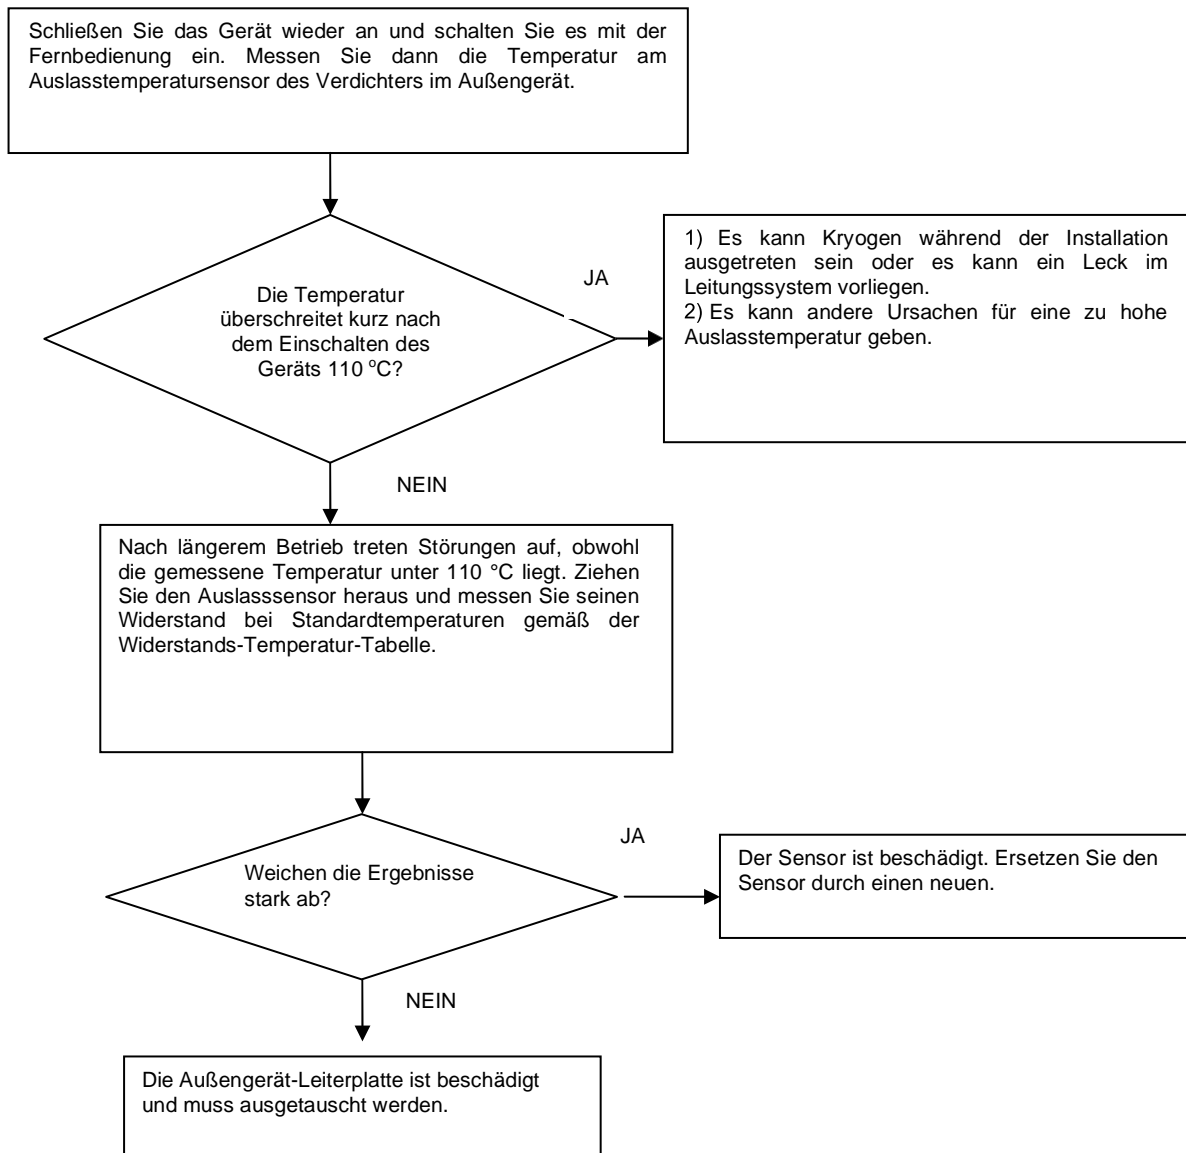 Schließen Sie das Gerät wieder an und schalten Sie es mit der
Fernbedienung ein. Messen Sie dann die Temperatur am
Auslasstemperatursensor des Verdichters im Außengerät.
Die Temperatur
überschreitet kurz nach
dem Einschalten des
Geräts 110 °C?
JA
1) Es kann Kryogen während der Installation
ausgetreten sein oder es kann ein Leck im
Leitungssystem vorliegen.
2) Es kann andere Ursachen für eine zu hohe
Auslasstemperatur geben.
NEIN
Nach längerem Betrieb treten Störungen auf, obwohl
die gemessene Temperatur unter 110 °C liegt. Ziehen
Sie den Auslasssensor heraus und messen Sie seinen
Widerstand bei Standardtemperaturen gemäß der
Widerstands-Temperatur-Tabelle.
Weichen die Ergebnisse
stark ab?
JA
Der Sensor ist beschädigt. Ersetzen Sie den
Sensor durch einen neuen.
NEIN
Die Außengerät-Leiterplatte ist beschädigt
und muss ausgetauscht werden.